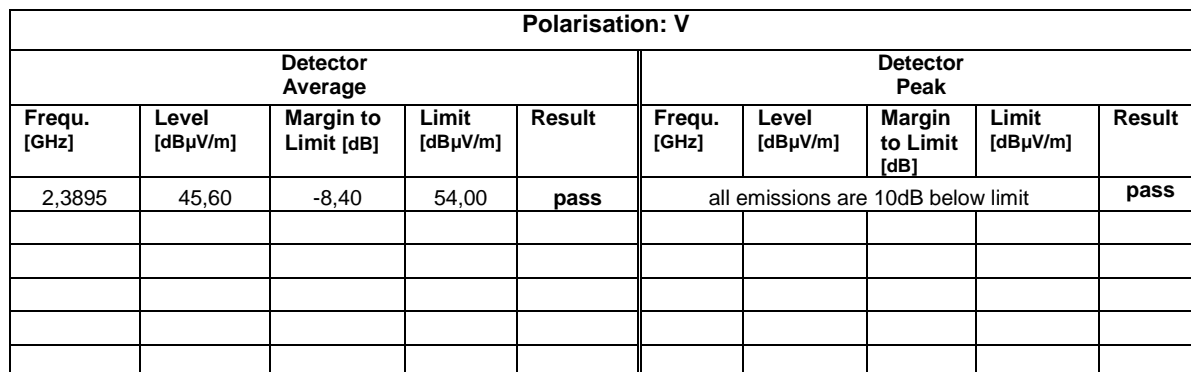 Polarisation: V
Detector
Average
Detector
Peak
Frequ. [GHz] Level [dBµV/m] Margin to Limit [dB] Limit [dBµV/m] Result Frequ. [GHz] Level [dBµV/m] Margin to Limit [dB] Limit [dBµV/m] Result
2,3895 45,60 -8,40 54,00 pass all emissions are 10dB below limit pass